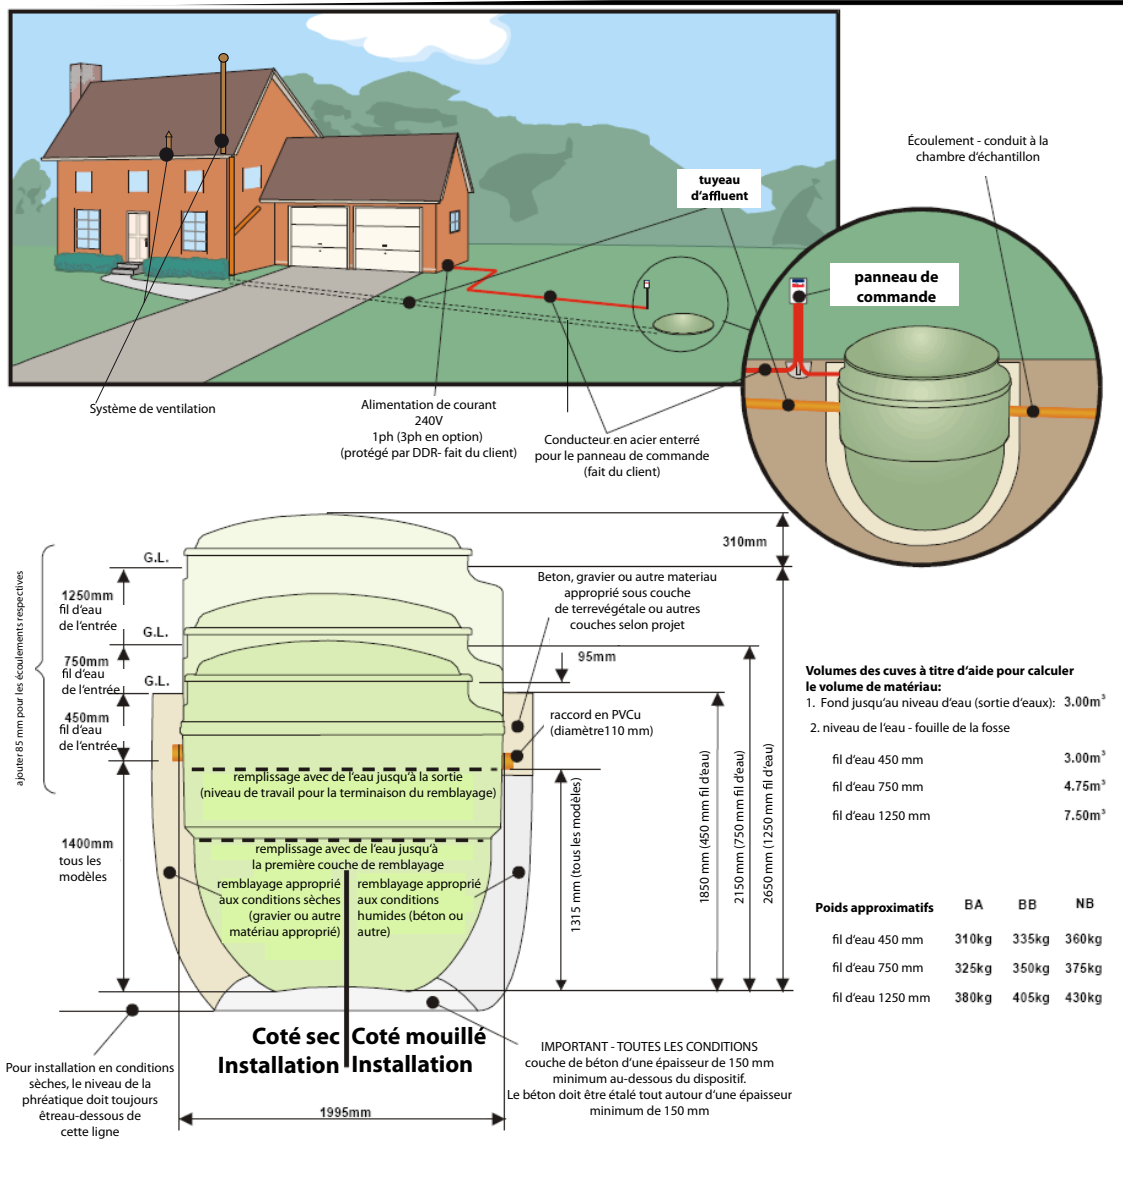 Écoulement - conduit à la
chambre d'échantillon
tuyeau
d'affluent
panneau de
commande
Système de ventilation
Alimentation de courant
240V
1ph (3ph en option)
(protégé par DDR- fait du client)
Conducteur en acier enterré
pour le panneau de commande
(fait du client)
310mm
G.L.
1250mm
fil d'eau
de l'entrée
G.L.
750mm
fil d'eau
de l'entrée
G.L.
450mm
fil d'eau
de l'entrée
ajouter 85 mm pour les écoulements respectives
1400mm
tous les
modèles
Beton, gravier ou autre materiau
approprié sous couche
de terrevégétale ou autres
couches selon projet
95mm
raccord en PVCu
(diamètre110 mm)
remplissage avec de l'eau jusqu'à la sortie
(niveau de travail pour la terminaison du remblayage)
remplissage avec de l'eau jusqu'à
la première couche de remblayage
remblayage approprié
aux conditions sèches
(gravier ou autre
matériau approprié)
remblayage approprié
aux conditions
humides (béton ou
autre)
1315 mm (tous les modèles)
1850 mm (450 mm fil d'eau)
2150 mm (750 mm fil d'eau)
2650 mm (1250 mm fil d'eau)
Volumes des cuves à titre d'aide pour calculer
le volume de matériau:
1. Fond jusqu'au niveau d'eau (sortie d'eaux): 3.00m³
2. niveau de l'eau - fouille de la fosse
fil d'eau 450 mm 3.00m³
fil d'eau 750 mm 4.75m³
fil d'eau 1250 mm 7.50m³
Poids approximatifs BA BB NB
fil d'eau 450 mm 310kg 335kg 360kg
fil d'eau 750 mm 325kg 350kg 375kg
fil d'eau 1250 mm 380kg 405kg 430kg
Coté sec
Installation
Coté mouillé
Installation
1995mm
Pour installation en conditions
sèches, le niveau de la
phréatique doit toujours
êtreau-dessous de
cette ligne
IMPORTANT - TOUTES LES CONDITIONS
couche de béton d'une épaisseur de 150 mm
minimum au-dessous du dispositif.
Le béton doit être étalé tout autour d'une épaisseur
minimum de 150 mm